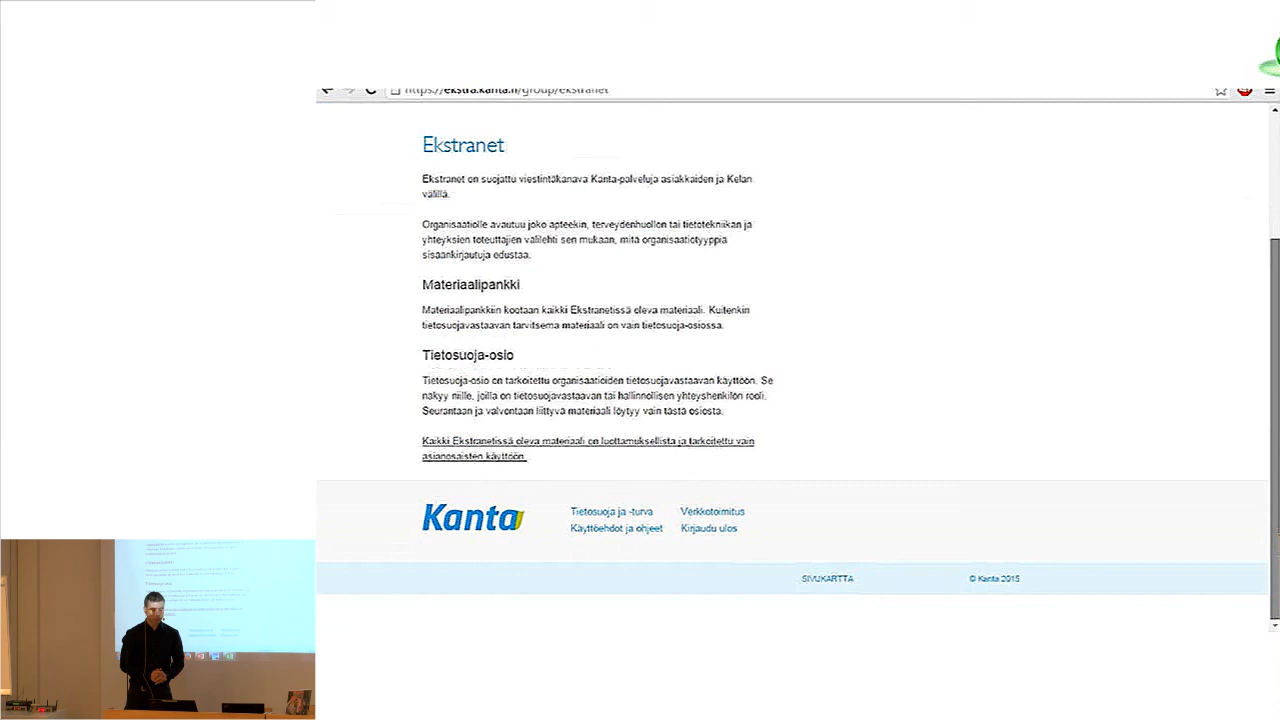 https://ekstra.kanta.fi/group/ekstranet
Ekstranet
Ekstranet on suojattu viestintäkanava Kanta-palveluja asiakkaiden ja Kelan
välillä.
Organisaatiolle avautuu joko apteekin, terveydenhuollon tai tietotekniikan ja
yhteyksien toteuttajien välilehti sen mukaan, mitä organisaatiotyyppiä
sisäänkirjautuja edustaa.
Materiaalipankki
Materiaalipankkiin kootaan kaikki Ekstranetissä oleva materiaali. Kuitenkin
tietosuojavastaavan tarvitsema materiaali on vain tietosuoja-osiossa.
Tietosuoja-osio
Tietosuoja-osio on tarkoitettu organisaatioiden tietosuojavastaavan käyttöön. Se
näkyy niille, joilla on tietosuojavastaavan tai hallinnollisen yhteyshenkilön rooli.
Seurantaan ja valvontaan liittyvä materiaali löytyy vain tästä osiosta.
Kaikki Ekstranetissä oleva materiaali on luottamuksellista ja tarkoitettu vain
asianosaisten käyttöön.
Kanta
Tietosuoja ja -turva
Verkkotoimitus
Käyttöehdot ja ohjeet
Kirjaudu ulos
SIVUKARTTA
© Kanta 2015